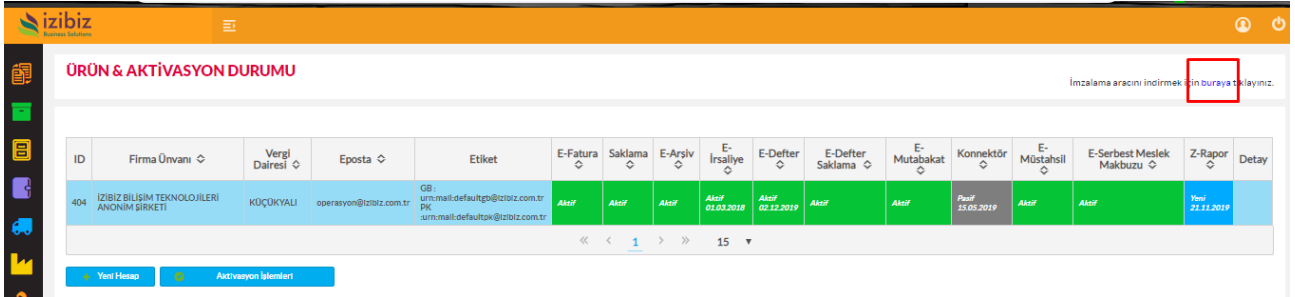 izibiz
Business Solutions
ÜRÜN & AKTİVASYON DURUMU
İmzalama aracını indirmek için buraya tıklayınız.
ID Firma Ünvanı Vergi Dairesi Eposta Etiket E-Fatura Saklama E-Arşiv E-İrsaliye E-Defter E-Defter Saklama E-Mutabakat Konnektör E-Müstahsil E-Serbest Meslek Makbuzu Z-Rapor Detay
404 İZİBİZ BİLİŞİM TEKNOLOJİLERİ ANONİM ŞİRKETİ KÜÇÜKYALI operasyon@izibiz.com.tr GB : urn:mail:defaultgb@izibiz.com.tr PK :urn:mail:defaultpk@izibiz.com.tr Aktif Aktif Aktif Aktif 01.03.2018 Aktif 02.12.2019 Aktif Aktif Pasif 15.05.2019 Aktif Aktif Yeni 21.11.2019
1 15
Yeni Hesap Aktivasyon İşlemleri